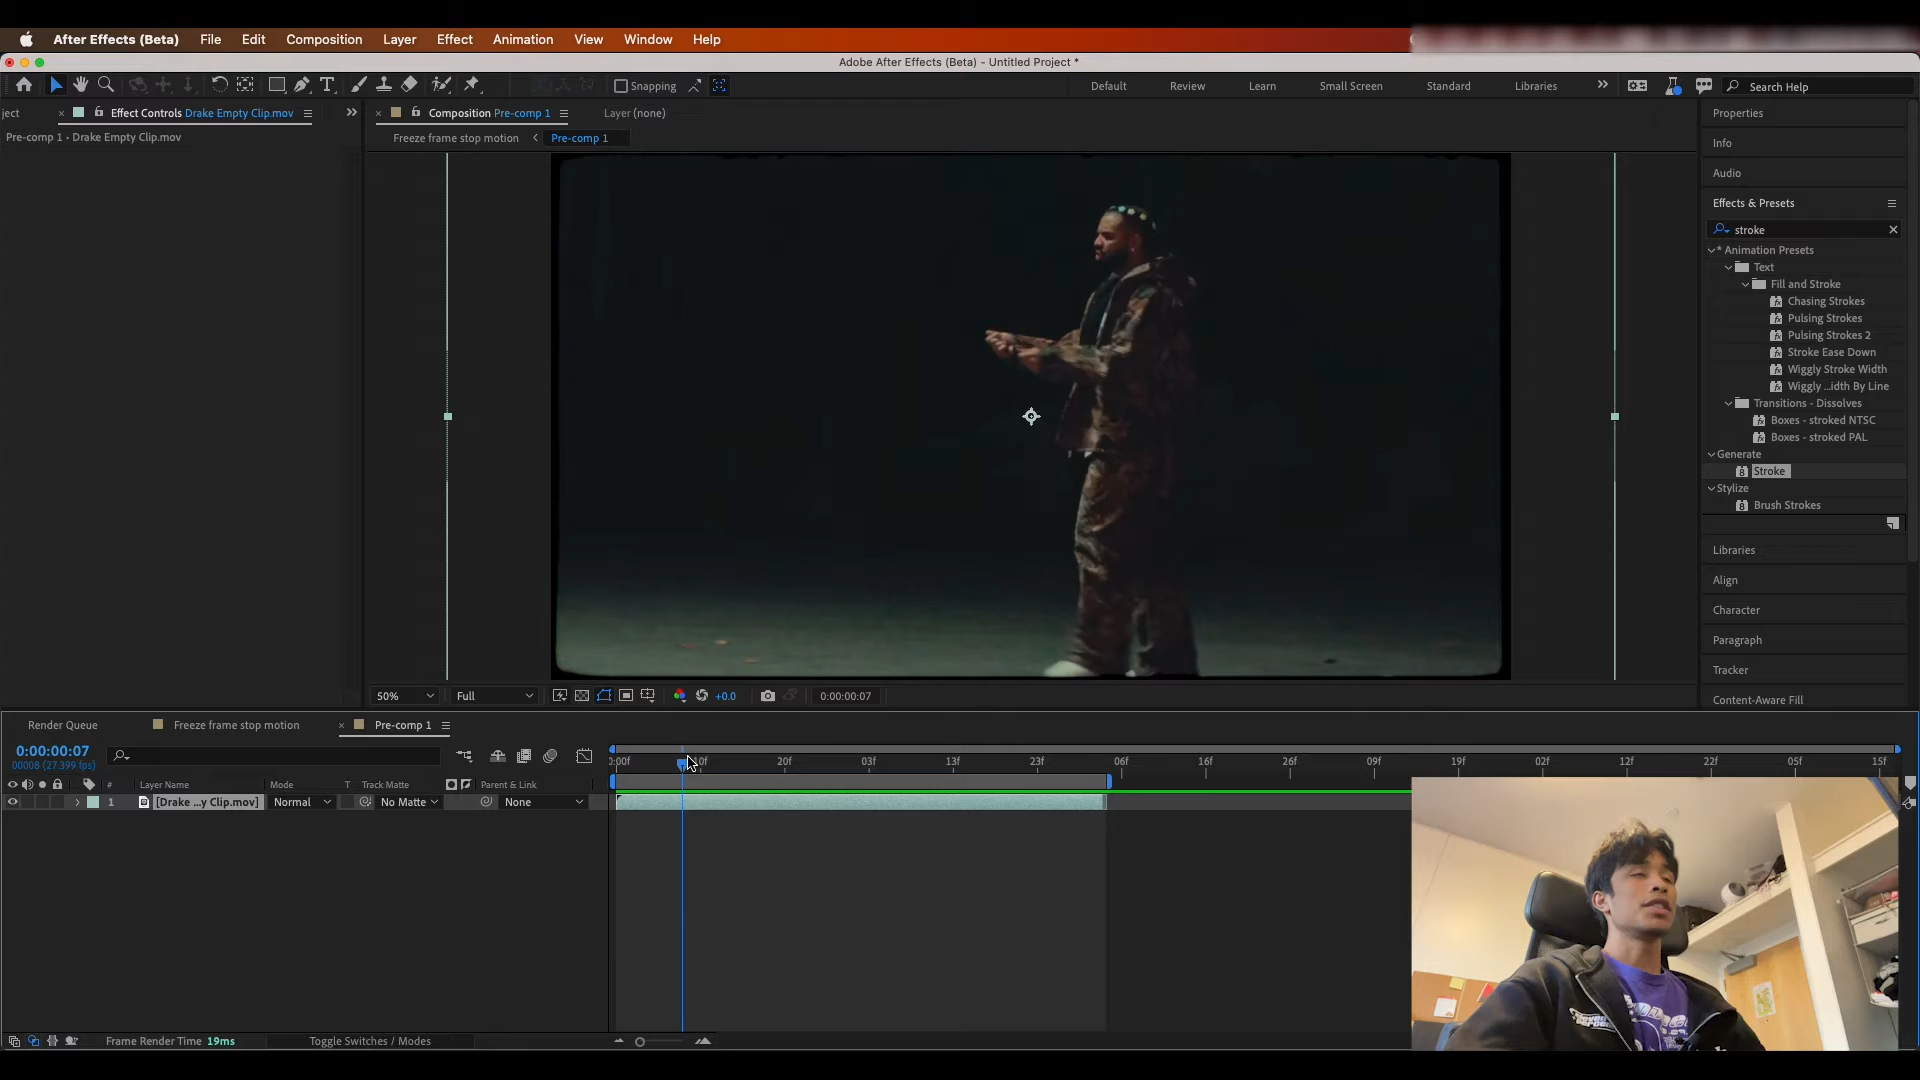 After Effects (Beta) File Edit Composition Layer Effect Animation View Window Help
Adobe After Effects (Beta) - Untitled Project *
Snapping Default Review Learn Small Screen Standard Libraries Search Help
ject Effect Controls Drake Empty Clip.mov
Composition Pre-comp 1 Layer (none)
Pre-comp 1 • Drake Empty Clip.mov
Freeze frame stop motion Pre-comp 1
Properties
Info
Audio
Effects & Presets
stroke
* Animation Presets
Text
Fill and Stroke
Chasing Strokes
Pulsing Strokes
Pulsing Strokes 2
Stroke Ease Down
Wiggly Stroke Width
Wiggly ...idth By Line
Transitions - Dissolves
Boxes - stroked NTSC
Boxes - stroked PAL
Generate
Stroke
Stylize
Brush Strokes
Libraries
Align
Character
Paragraph
Tracker
Content-Aware Fill
50% Full +0.0 0:00:00:07
Render Queue Freeze frame stop motion Pre-comp 1
0:00:00:07
00008 (27.399 fps)
0:00f 10f 20f 03f 13f 23f 06f 16f 26f 09f 19f 02f 12f 22f 05f 15f
# Layer Name Mode T Track Matte Parent & Link
1 [Drake ...y Clip.mov] Normal No Matte None
Frame Render Time 19ms Toggle Switches / Modes